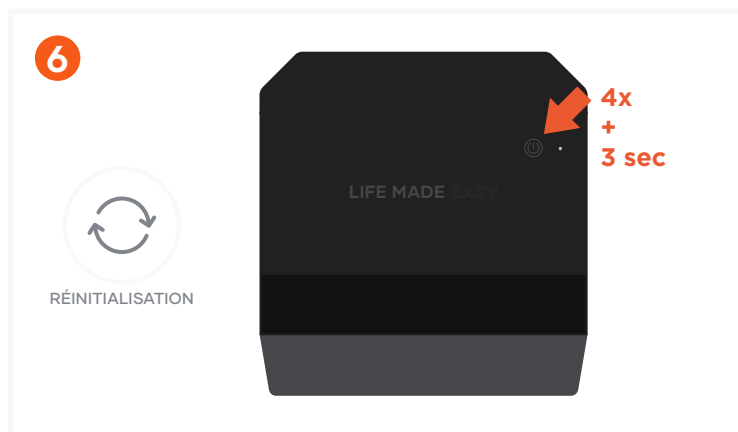 6
4x
+
3 sec
LIFE MADE EASY
RÉINITIALISATION